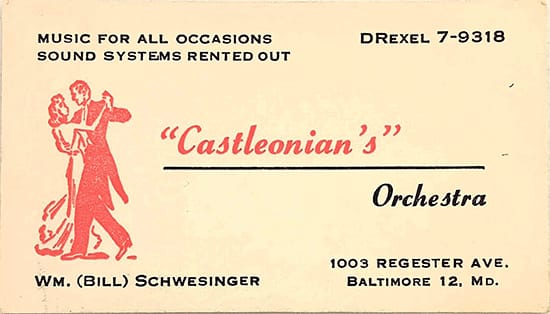 MUSIC FOR ALL OCCASIONS
SOUND SYSTEMS RENTED OUT
DREXEL 7-9318
"Castleonian's"
Orchestra
WM. (BILL) SCHWESINGER
1003 REGESTER AVE.
BALTIMORE 12, MD.